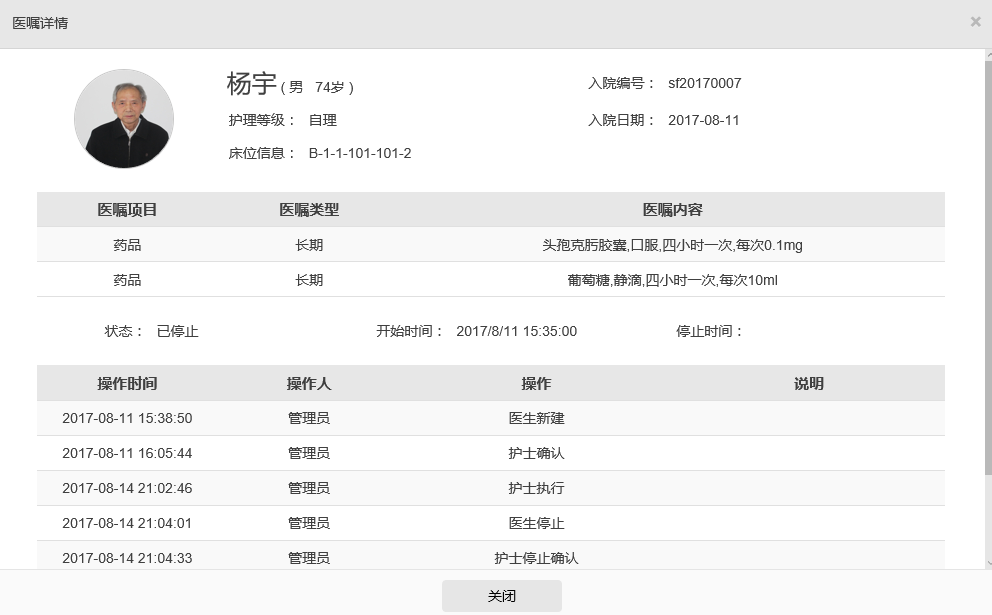 医嘱详情
×
杨宇 ( 男 74岁 )
入院编号： sf20170007
护理等级： 自理
入院日期： 2017-08-11
床位信息： B-1-1-101-101-2
医嘱项目 医嘱类型 医嘱内容
药品 长期 头孢克肟胶囊,口服,四小时一次,每次0.1mg
药品 长期 葡萄糖,静滴,四小时一次,每次10ml
状态： 已停止 开始时间： 2017/8/11 15:35:00 停止时间：
操作时间 操作人 操作 说明
2017-08-11 15:38:50 管理员 医生新建
2017-08-11 16:05:44 管理员 护士确认
2017-08-14 21:02:46 管理员 护士执行
2017-08-14 21:04:01 管理员 医生停止
2017-08-14 21:04:33 管理员 护士停止确认
关闭